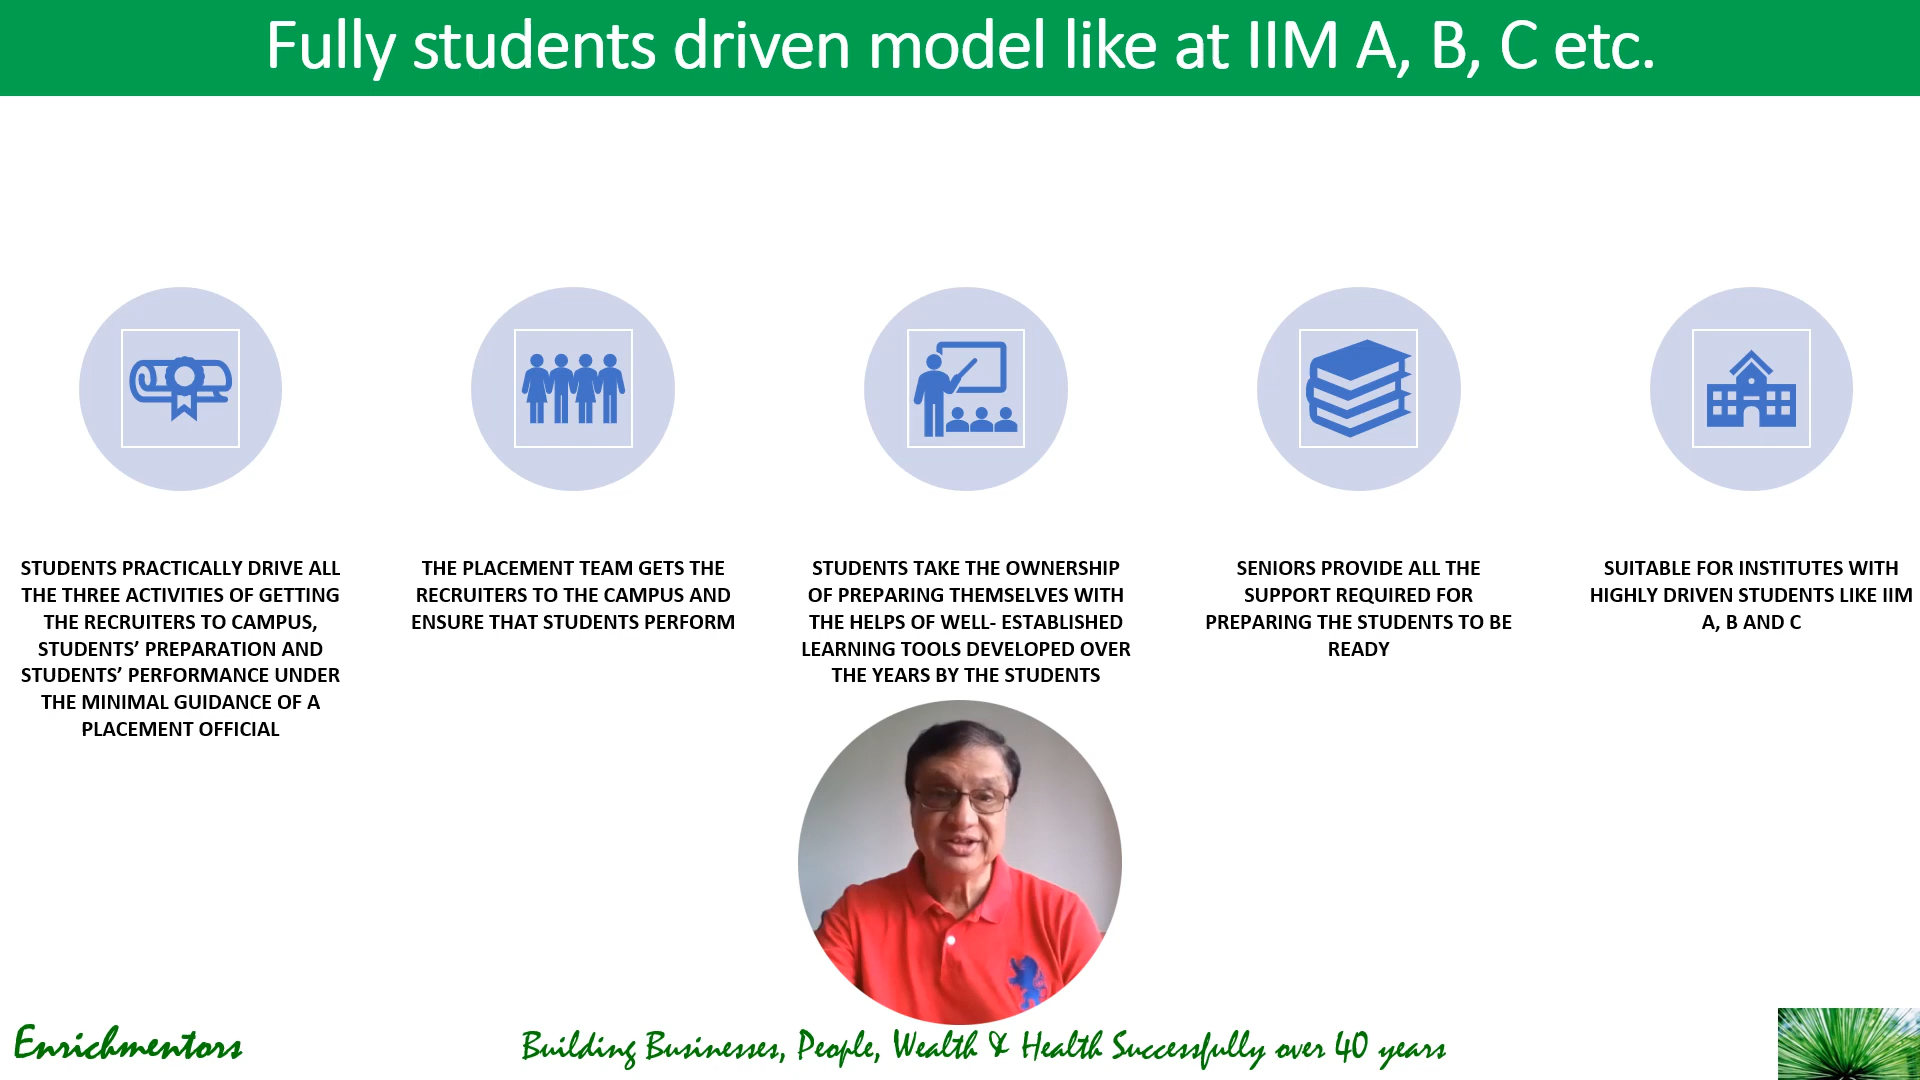 Fully students driven model like at IIM A, B, C etc.
STUDENTS PRACTICALLY DRIVE ALL
THE THREE ACTIVITIES OF GETTING
THE RECRUITERS TO CAMPUS,
STUDENTS’ PREPARATION AND
STUDENTS’ PERFORMANCE UNDER
THE MINIMAL GUIDANCE OF A
PLACEMENT OFFICIAL
THE PLACEMENT TEAM GETS THE
RECRUITERS TO THE CAMPUS AND
ENSURE THAT STUDENTS PERFORM
STUDENTS TAKE THE OWNERSHIP
OF PREPARING THEMSELVES WITH
THE HELPS OF WELL- ESTABLISHED
LEARNING TOOLS DEVELOPED OVER
THE YEARS BY THE STUDENTS
SENIORS PROVIDE ALL THE
SUPPORT REQUIRED FOR
PREPARING THE STUDENTS TO BE
READY
SUITABLE FOR INSTITUTES WITH
HIGHLY DRIVEN STUDENTS LIKE IIM
A, B AND C
Enrichmentors
Building Businesses, People, Wealth & Health Successfully over 40 years